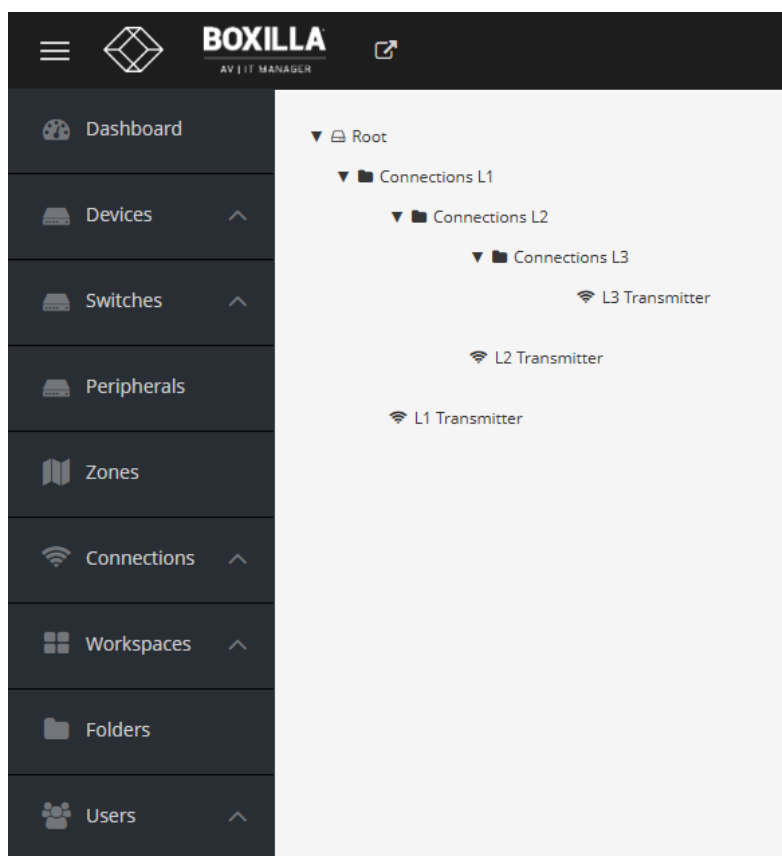 BOXILLA
AV | IT MANAGER
Dashboard
Devices
Switches
Peripherals
Zones
Connections
Workspaces
Folders
Users
Root
Connections L1
Connections L2
Connections L3
L3 Transmitter
L2 Transmitter
L1 Transmitter